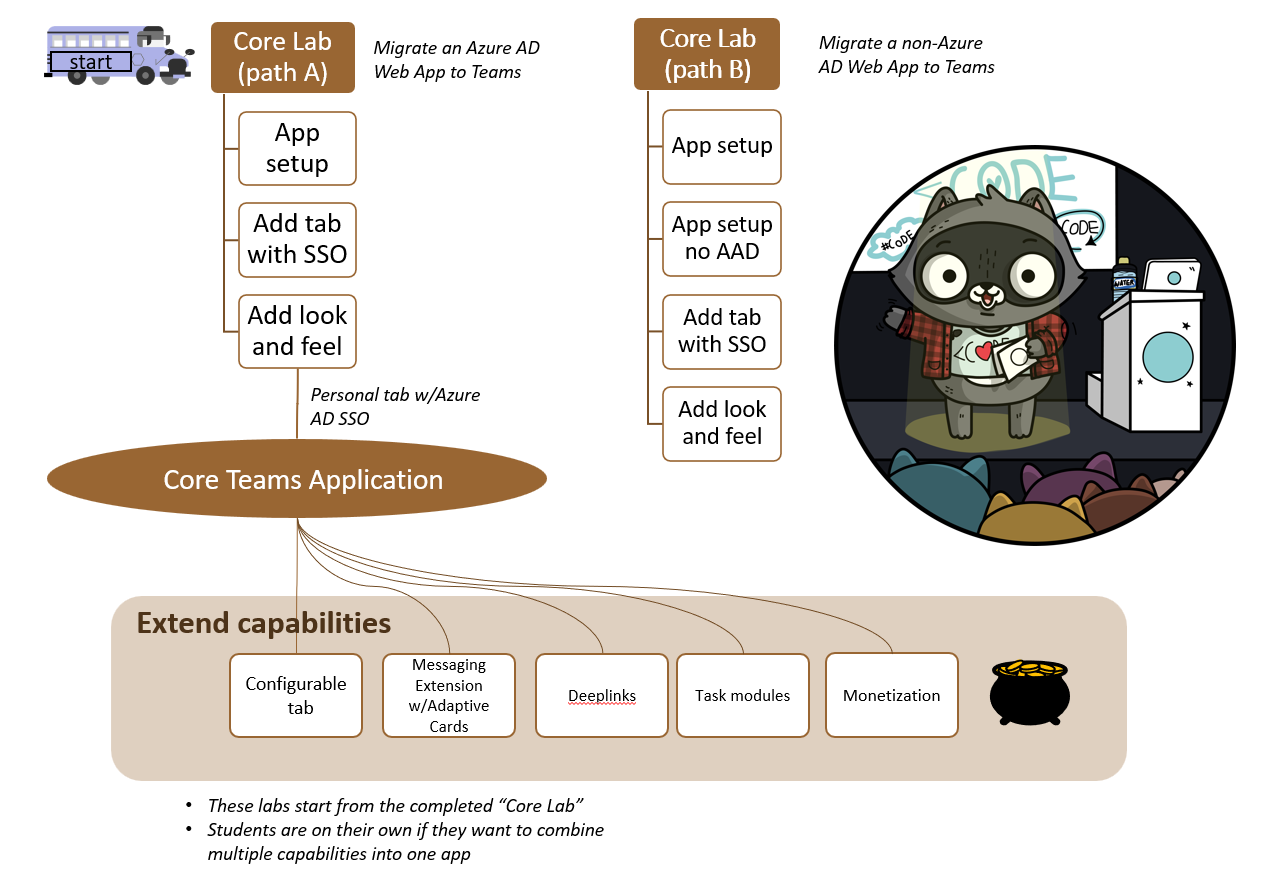 start
Core Lab
(path A)
Migrate an Azure AD
Web App to Teams
App
setup
Add tab
with SSO
Add look
and feel
Personal tab w/Azure
AD SSO
Core Lab
(path B)
Migrate a non-Azure
AD Web App to Teams
App setup
App setup
no AAD
Add tab
with SSO
Add look
and feel
<CODE
#CODE
CODE
WATER
Core Teams Application
Extend capabilities
Configurable
tab
Messaging
Extension
w/Adaptive
Cards
Deeplinks
Task modules
Monetization
• These labs start from the completed “Core Lab”
• Students are on their own if they want to combine
multiple capabilities into one app